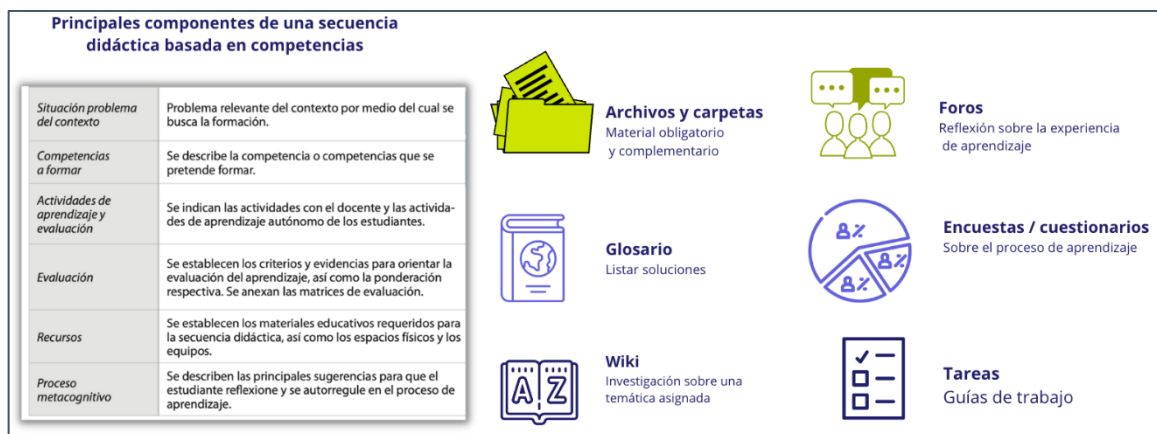 Principales componentes de una secuencia
didáctica basada en competencias
Situación problema
del contexto
Problema relevante del contexto por medio del cual se
busca la formación.
Competencias
a formar
Se describe la competencia o competencias que se
pretende formar.
Actividades de
aprendizaje y
evaluación
Se indican las actividades con el docente y las activida-
des de aprendizaje autónomo de los estudiantes.
Evaluación
Se establecen los criterios y evidencias para orientar la
evaluación del aprendizaje, así como la ponderación
respectiva. Se anexan las matrices de evaluación.
Recursos
Se establecen los materiales educativos requeridos para
la secuencia didáctica, así como los espacios físicos y los
equipos.
Proceso
metacognitivo
Se describen las principales sugerencias para que el
estudiante reflexione y se autorregule en el proceso de
aprendizaje.
Archivos y carpetas
Material obligatorio
y complementario
Foros
Reflexión sobre la experiencia
de aprendizaje
Glosario
Listar soluciones
Encuestas / cuestionarios
Sobre el proceso de aprendizaje
A Z
Wiki
Investigación sobre una
temática asignada
Tareas
Guías de trabajo